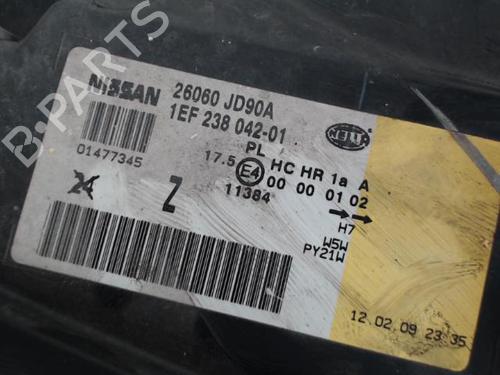 B-PARTS
NISSAN 26060 JD90A
1EF 238 042-01
HELLA
01477345
17.5
PL HC HR 1a A
E4 00 00 01 02
11384
24 Z
H7
W5W
PY21W
12 02 09 23 35